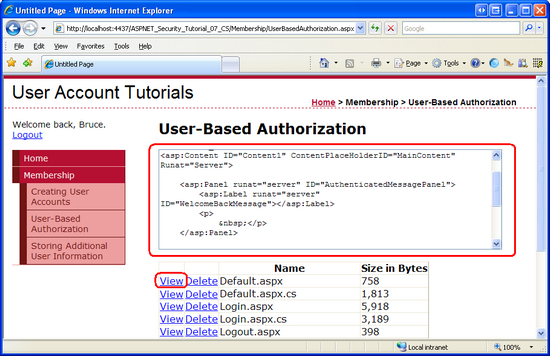 Untitled Page - Windows Internet Explorer
http://localhost:4437/ASPNET_Security_Tutorial_07_CS/Membership/UserBasedAuthorization.aspx
File Edit View Favorites Tools Help
Untitled Page
Page Tools
User Account Tutorials
Home > Membership > User-Based Authorization
Welcome back, Bruce.
Logout
Home
Membership
Creating User
Accounts
User-Based
Authorization
Storing Additional
User Information
User-Based Authorization
<asp:Content ID="Content1" ContentPlaceHolderID="MainContent"
Runat="Server">
<asp:Panel runat="server" ID="AuthenticatedMessagePanel">
<asp:Label runat="server"
ID="WelcomeBackMessage"></asp:Label>
<p>
&nbsp;</p>
</asp:Panel>
Name Size in Bytes
View Delete Default.aspx 758
View Delete Default.aspx.cs 1,813
View Delete Login.aspx 5,918
View Delete Login.aspx.cs 3,189
View Delete Logout.aspx 398
Local intranet 100%